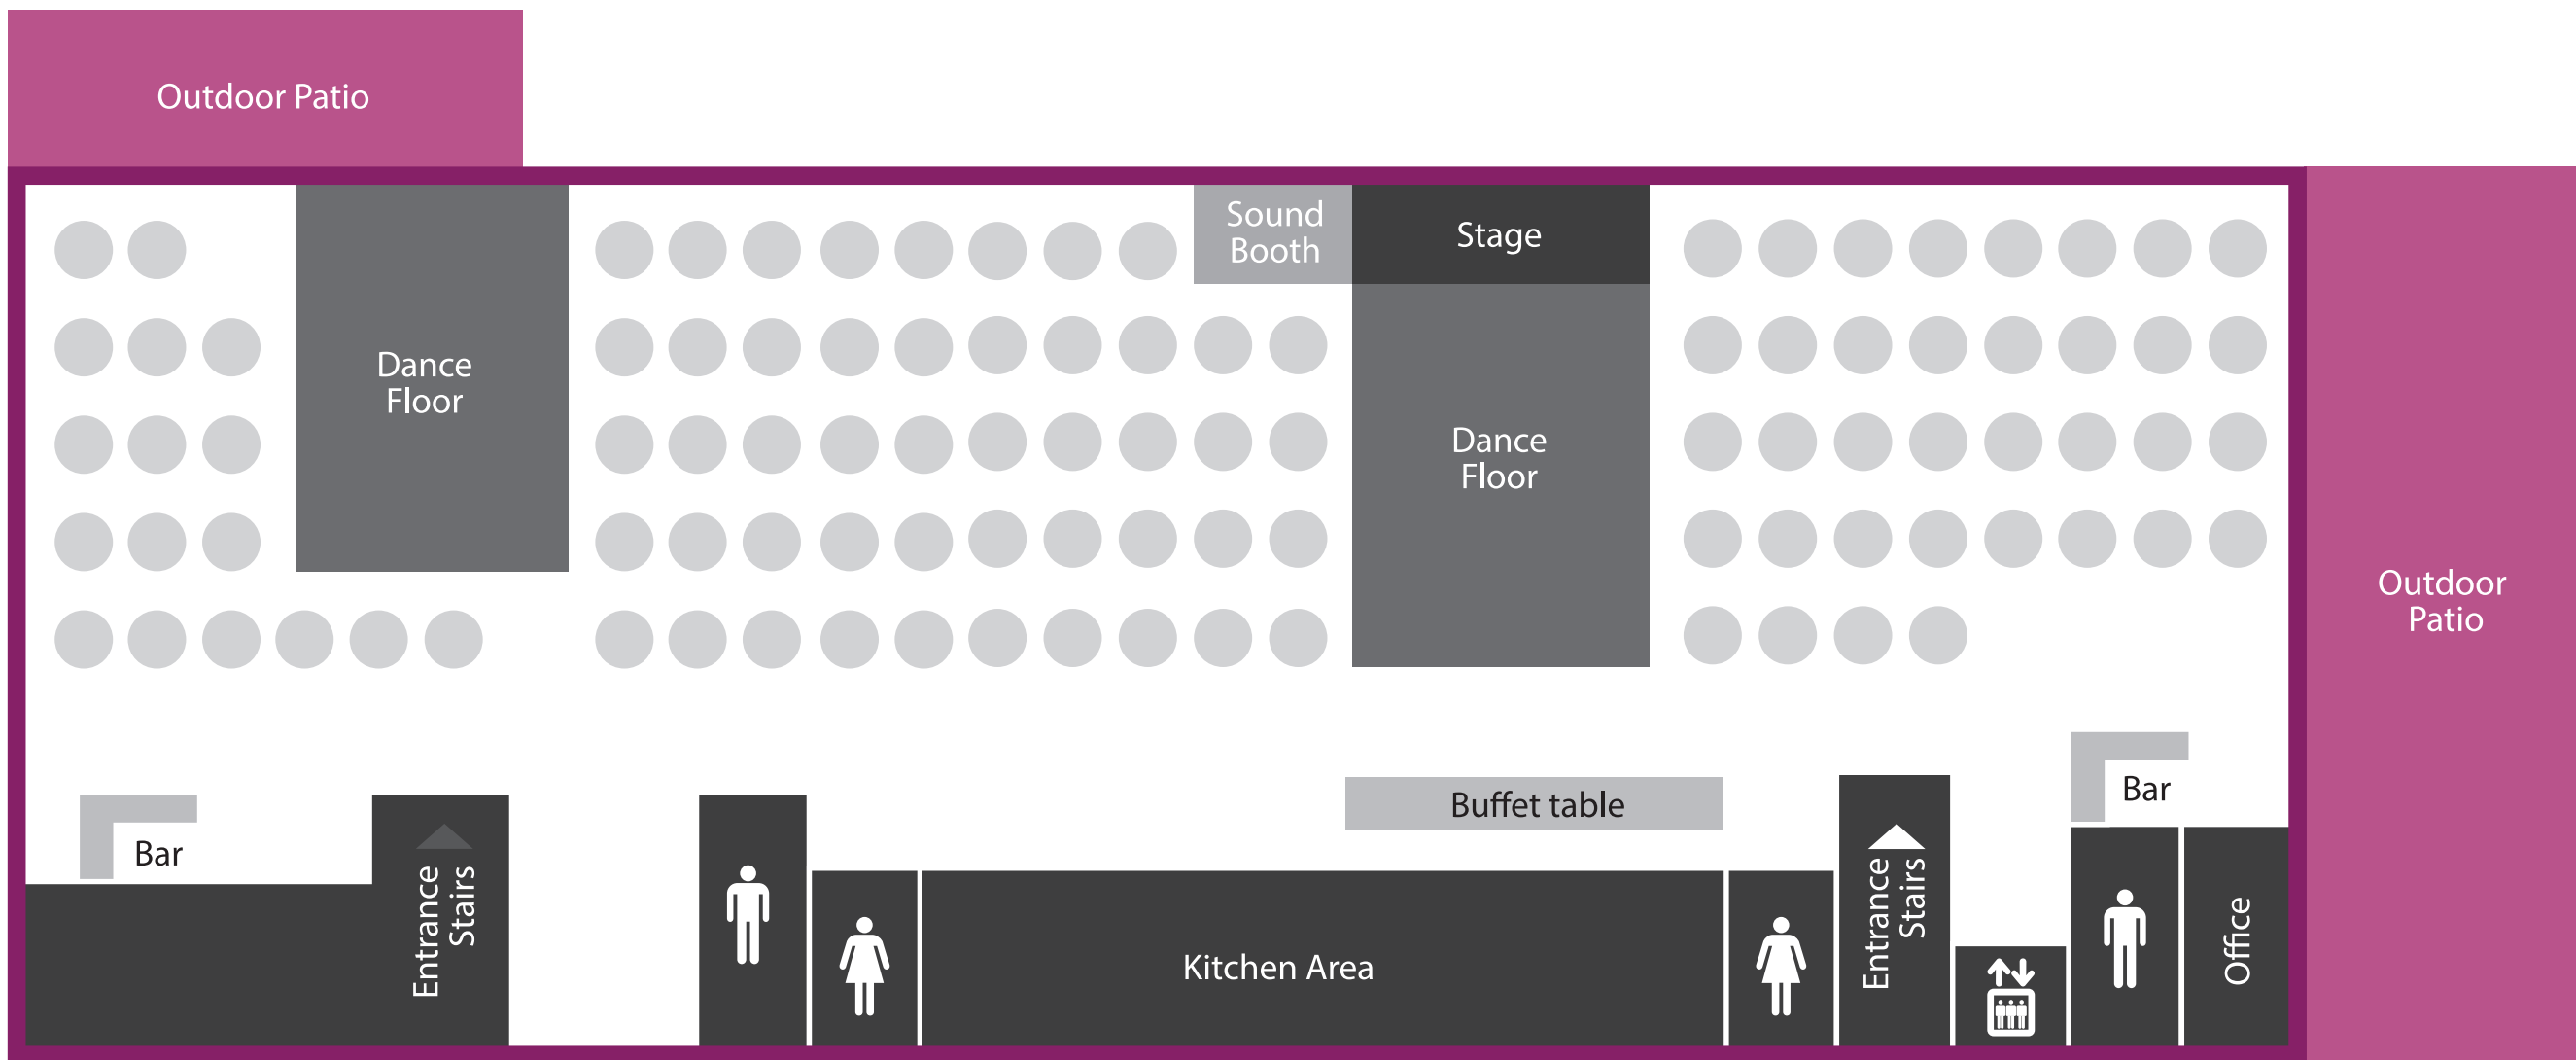 Outdoor Patio
Sound
Booth
Stage
Dance
Floor
Dance
Floor
Outdoor
Patio
Buffet table
Bar
Bar
Entrance
Stairs
Entrance
Stairs
Kitchen Area
Office